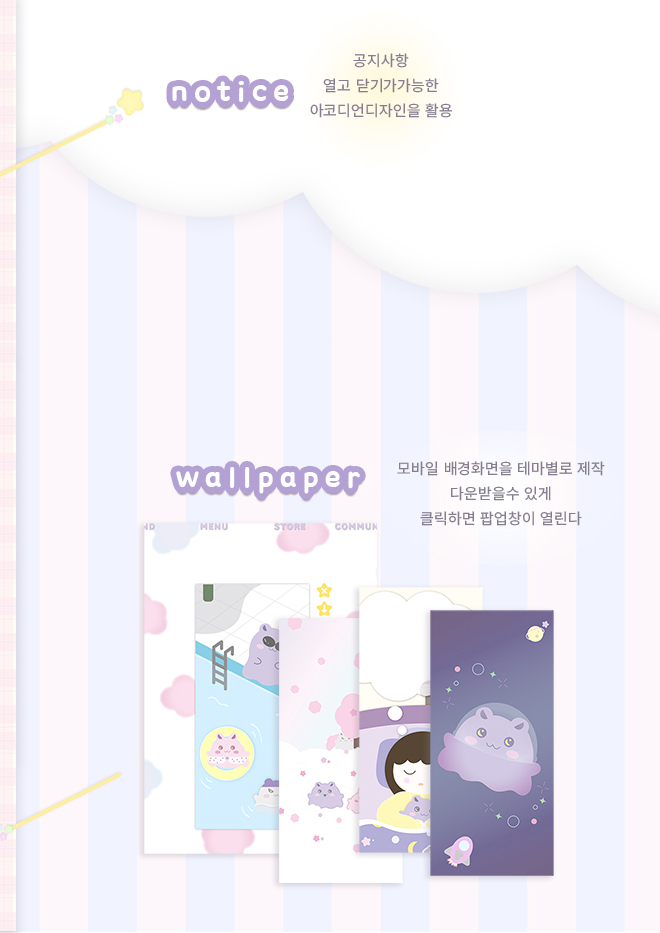 notice
공지사항
열고 닫기가가능한
아코디언디자인을 활용
wallpaper
모바일 배경화면을 테마별로 제작
다운받을수 있게
클릭하면 팝업창이 열린다
ND MENU STORE COMMUN